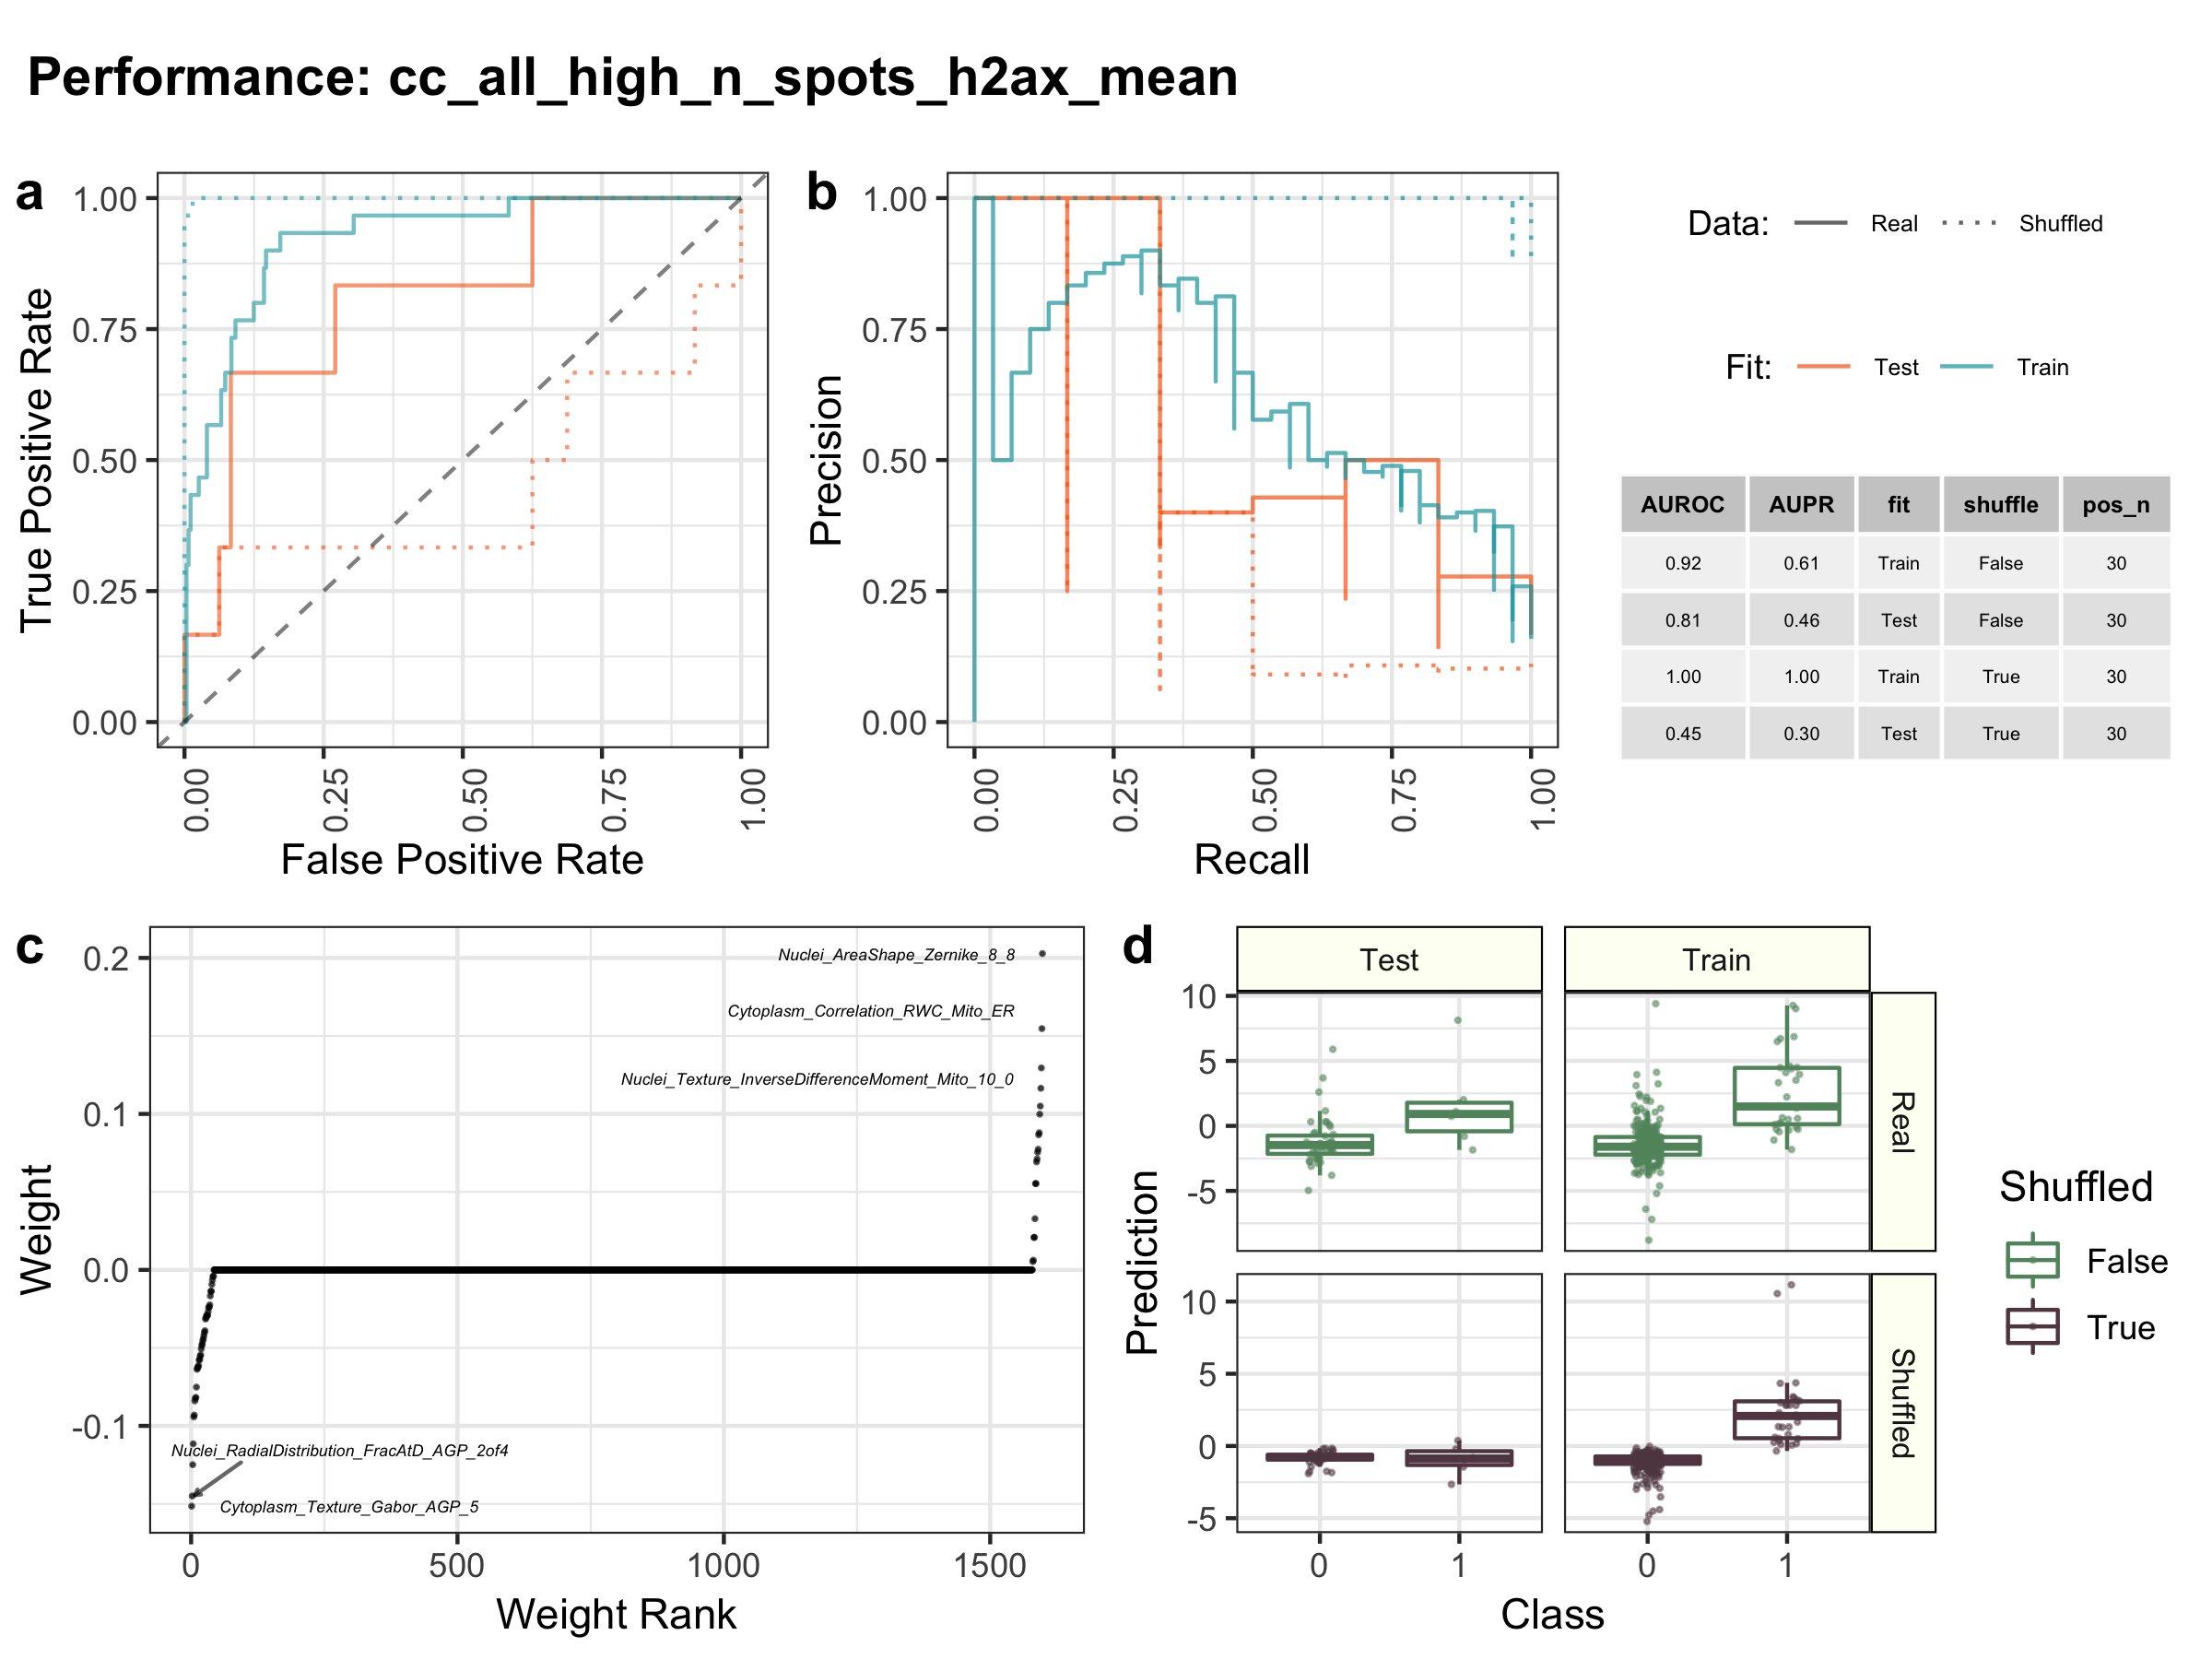 Performance: cc_all_high_n_spots_h2ax_mean
a
1.00
0.75
0.50
0.25
0.00
True Positive Rate
0.00
0.25
0.50
0.75
1.00
False Positive Rate
b
1.00
0.75
0.50
0.25
0.00
Precision
0.00
0.25
0.50
0.75
1.00
Recall
Data: Real Shuffled
Fit: Test Train
AUROC AUPR fit shuffle pos_n
0.92 0.61 Train False 30
0.81 0.46 Test False 30
1.00 1.00 Train True 30
0.45 0.30 Test True 30
c
0.2
0.1
0.0
-0.1
Weight
Nuclei_AreaShape_Zernike_8_8
Cytoplasm_Correlation_RWC_Mito_ER
Nuclei_Texture_InverseDifferenceMoment_Mito_10_0
Nuclei_RadialDistribution_FracAtD_AGP_2of4
Cytoplasm_Texture_Gabor_AGP_5
0 500 1000 1500
Weight Rank
d
Test Train
10
5
0
-5
Real
10
5
0
-5
Shuffled
Prediction
0 1 0 1
Class
Shuffled
False
True